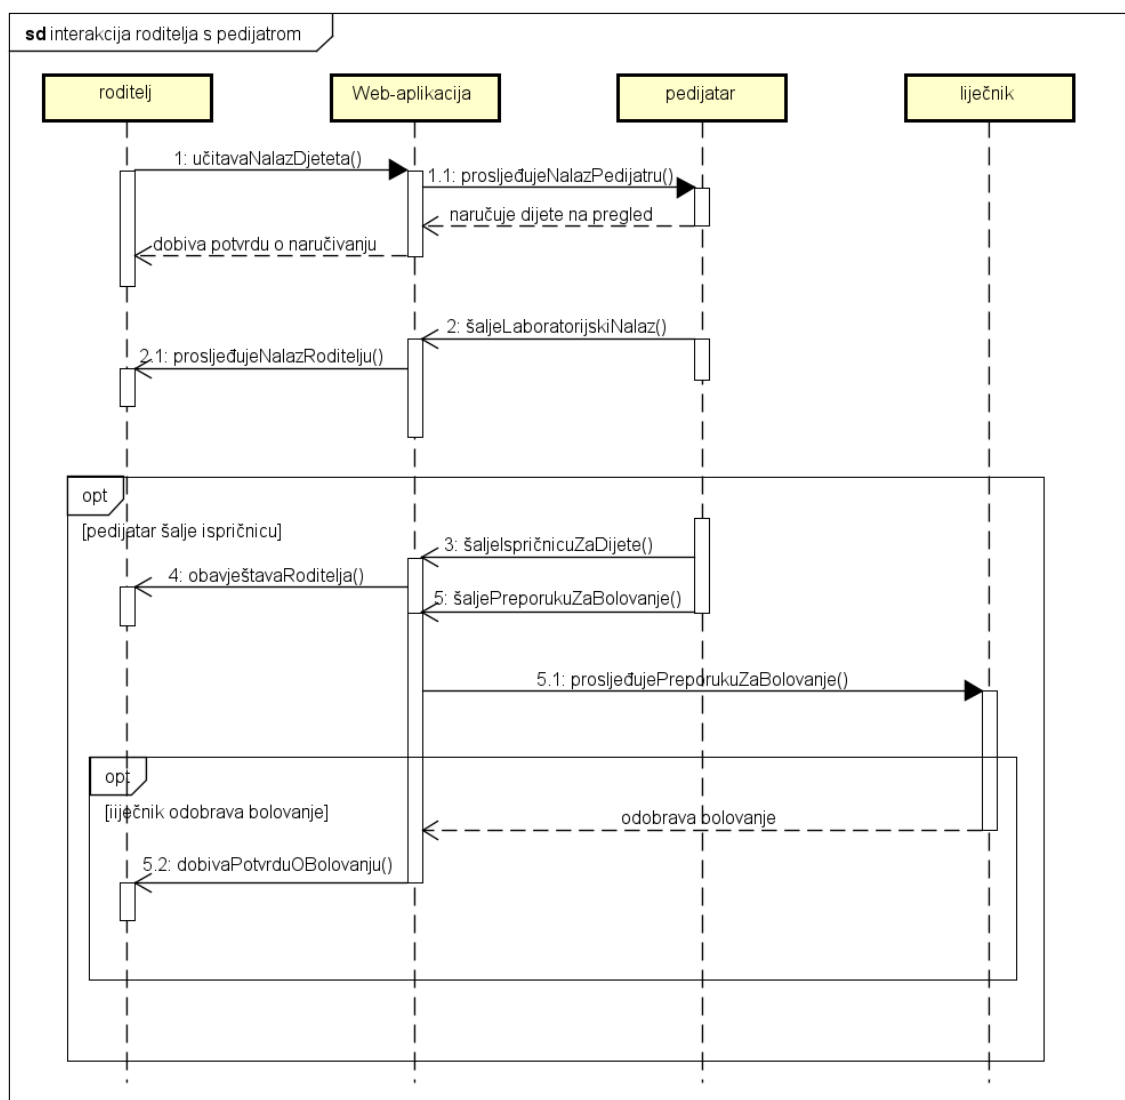 sd interakcija roditelja s pedijatrom
roditelj
Web-aplikacija
pedijatar
liječnik
1: učitavaNalazDjeteta()
1.1: prosljeđujeNalazPedijatru()
naručuje dijete na pregled
dobiva potvrdu o naručivanju
2: šaljeLaboratorijskiNalaz()
2.1: prosljeđujeNalazRoditelju()
opt
[pedijatar šalje ispričnicu]
3: šaljeIspričnicuZaDijete()
4: obavještavaRoditelja()
5: šaljePreporukuZaBolovanje()
5.1: prosljeđujePreporukuZaBolovanje()
opt
[liječnik odobrava bolovanje]
odobrava bolovanje
5.2: dobivaPotvrduOBolovanju()